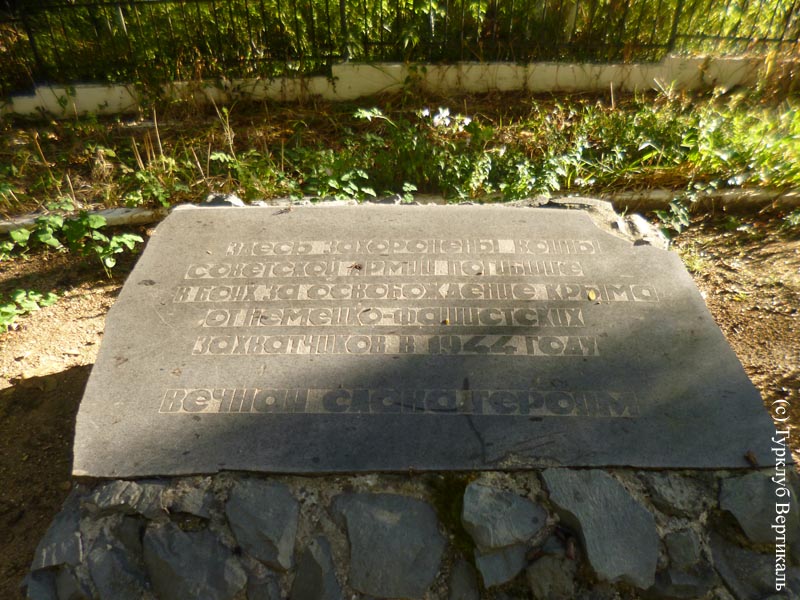 ЗДЕСЬ ЗАХОРОНЕНЫ ВОИНЫ
СОВЕТСКОЙ АРМИИ ПОГИБШИЕ
В БОЯХ ЗА ОСВОБОЖДЕНИЕ КРЫМА
ОТ НЕМЕЦКО-ФАШИСТСКИХ
ЗАХВАТЧИКОВ В 1944 ГОДУ
ВЕЧНАЯ СЛАВА ГЕРОЯМ
(c) Турклуб Вертикаль